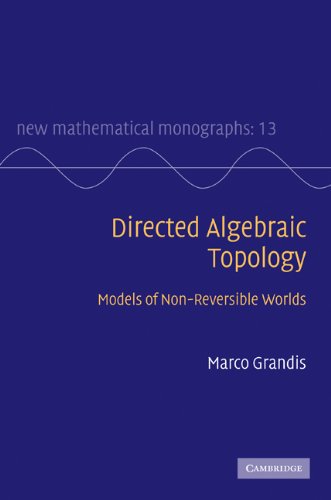 new mathematical monographs: 13
Directed Algebraic
Topology
Models of Non-Reversible Worlds
Marco Grandis
CAMBRIDGE